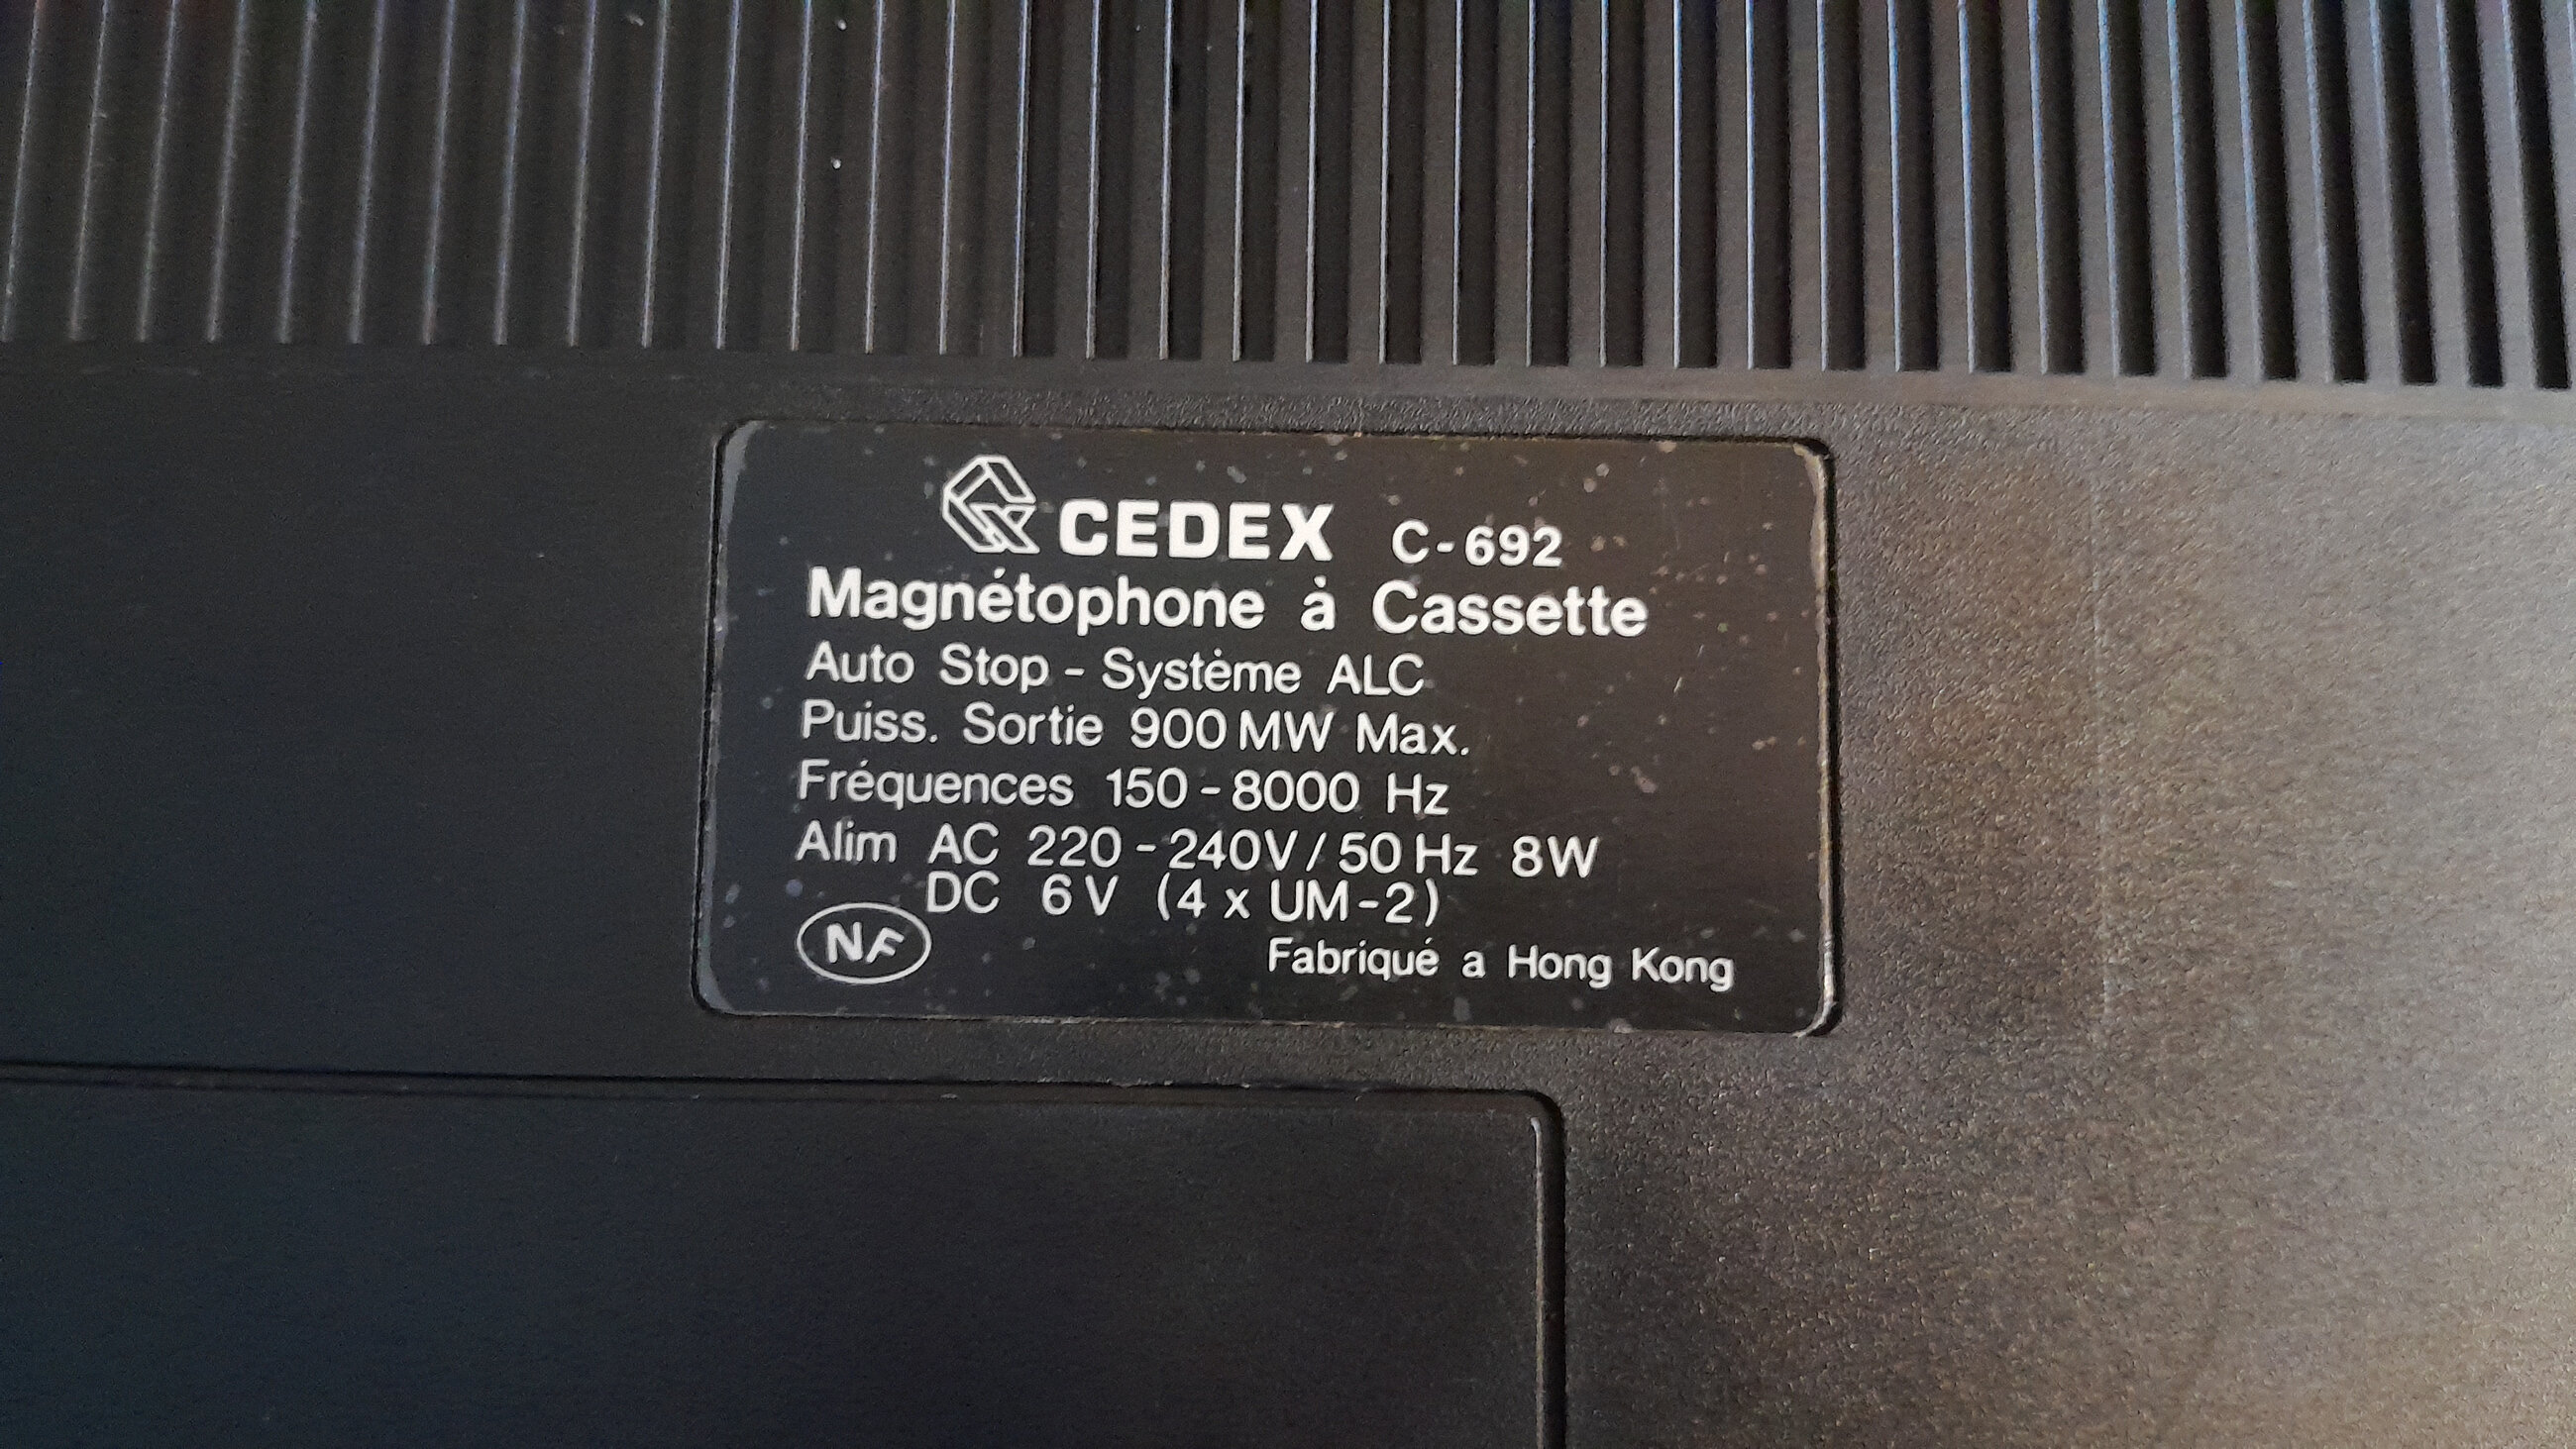 CEDEX C-692
Magnétophone à Cassette
Auto Stop - Système ALC
Puiss. Sortie 900 MW Max.
Fréquences 150 - 8000 Hz
Alim AC 220 - 240V / 50 Hz 8W
DC 6 V (4 x UM-2)
NF
Fabriqué a Hong Kong